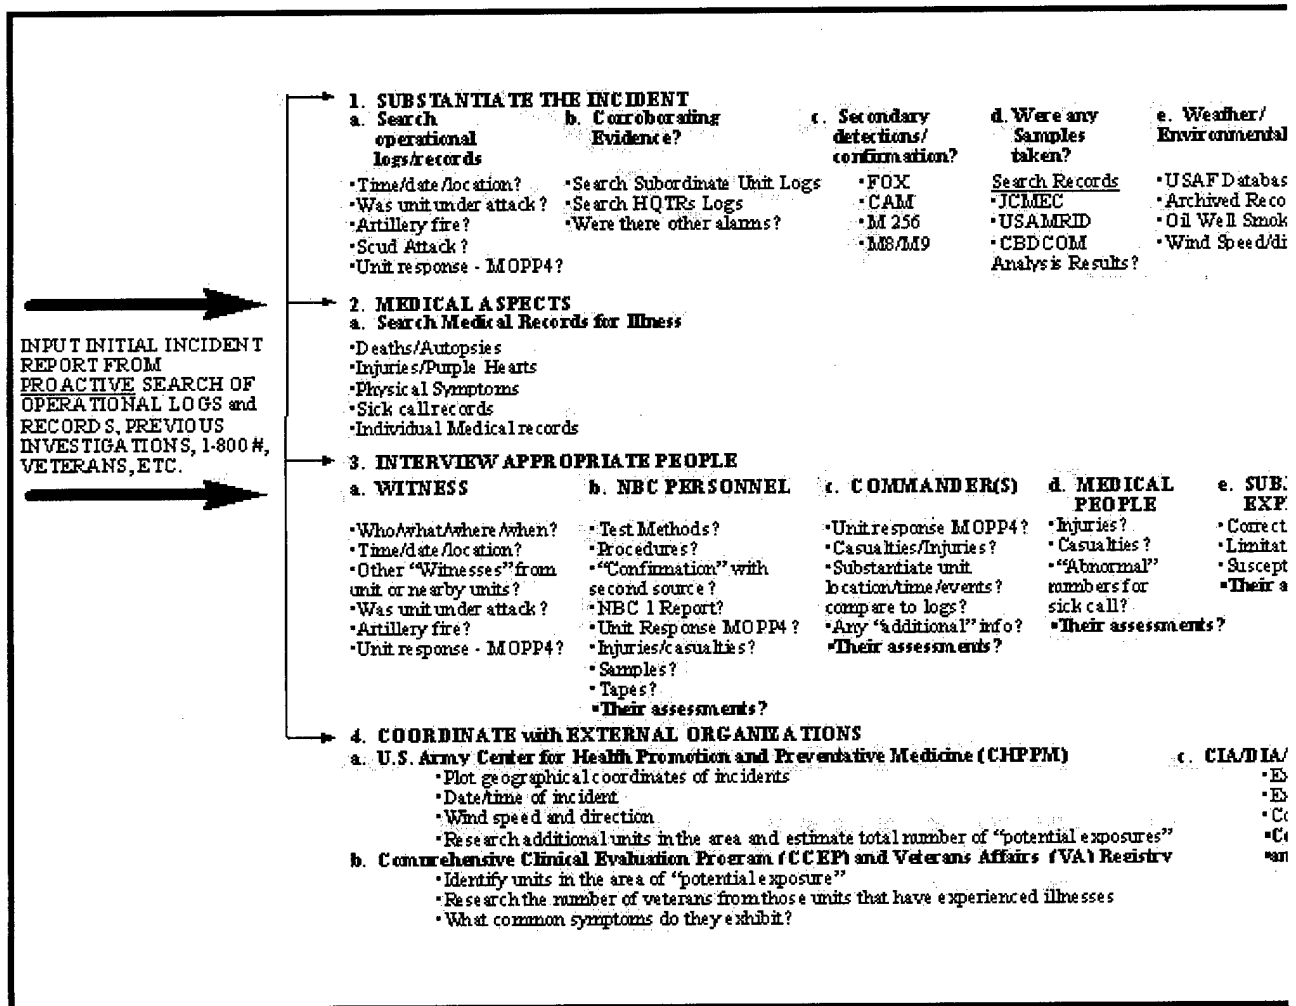 INPUT INITIAL INCIDENT
REPORT FROM
PROACTIVE SEARCH OF
OPERATIONAL LOGS and
RECORDS, PREVIOUS
INVESTIGATIONS, 1-800 #,
VETERANS, ETC.
1. SUBSTANTIATE THE INCIDENT
a. Search
operational
logs/records
•Time/date/location?
•Was unit under attack?
•Artillery fire?
•Scud Attack?
•Unit response - MOPP4?
b. Corroborating
Evidence?
•Search Subordinate Unit Logs
•Search HQTRs Logs
•Were there other alarms?
c. Secondary
detections/
confirmation?
•FOX
•CAM
•M 256
•M8/M9
d. Were any
Samples
taken?
Search Records
•JCMEC
•USAMRID
•CBDCOM
Analysis Results?
e. Weather/
Environmental
•USAF Databas
•Archived Reco
•Oil Well Smok
•Wind Speed/di
2. MEDICAL ASPECTS
a. Search Medical Records for Illness
•Deaths/Autopsies
•Injuries/Purple Hearts
•Physical Symptoms
•Sick call records
•Individual Medical records
3. INTERVIEW APPROPRIATE PEOPLE
a. WITNESS
•Who/what/where/when?
•Time/date/location?
•Other "Witnesses" from
unit or nearby units?
•Was unit under attack?
•Artillery fire?
•Unit response - MOPP4?
b. NBC PERSONNEL
•Test Methods?
•Procedures?
•"Confirmation" with
second source?
•NBC 1 Report?
•Unit Response MOPP4?
•Injuries/casualties?
•Samples?
•Tapes?
•Their assessments?
c. COMMANDER(S)
•Unit response MOPP4?
•Casualties/Injuries?
•Substantiate unit
location/time/events?
compare to logs?
•Any "additional" info?
•Their assessments?
d. MEDICAL
PEOPLE
•Injuries?
•Casualties?
•"Abnormal"
numbers for
sick call?
•Their assessments?
e. SUBJ
EXP
•Correct
•Limitat
•Suscept
•Their a
4. COORDINATE with EXTERNAL ORGANIZATIONS
a. U.S. Army Center for Health Promotion and Preventative Medicine (CHPPM)
•Plot geographical coordinates of incidents
•Date/time of incident
•Wind speed and direction
•Research additional units in the area and estimate total number of "potential exposures"
b. Comprehensive Clinical Evaluation Program (CCEP) and Veterans Affairs (VA) Registry
•Identify units in the area of "potential exposure"
•Research the number of veterans from those units that have experienced illnesses
•What common symptoms do they exhibit?
c. CIA/DIA/
•Ex
•Ex
•Co
•Co
•an